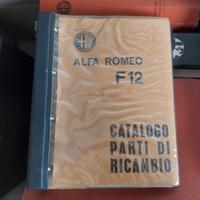 ALFA ROMEO
F12
CATALOGO
PARTI DI
RICAMBIO